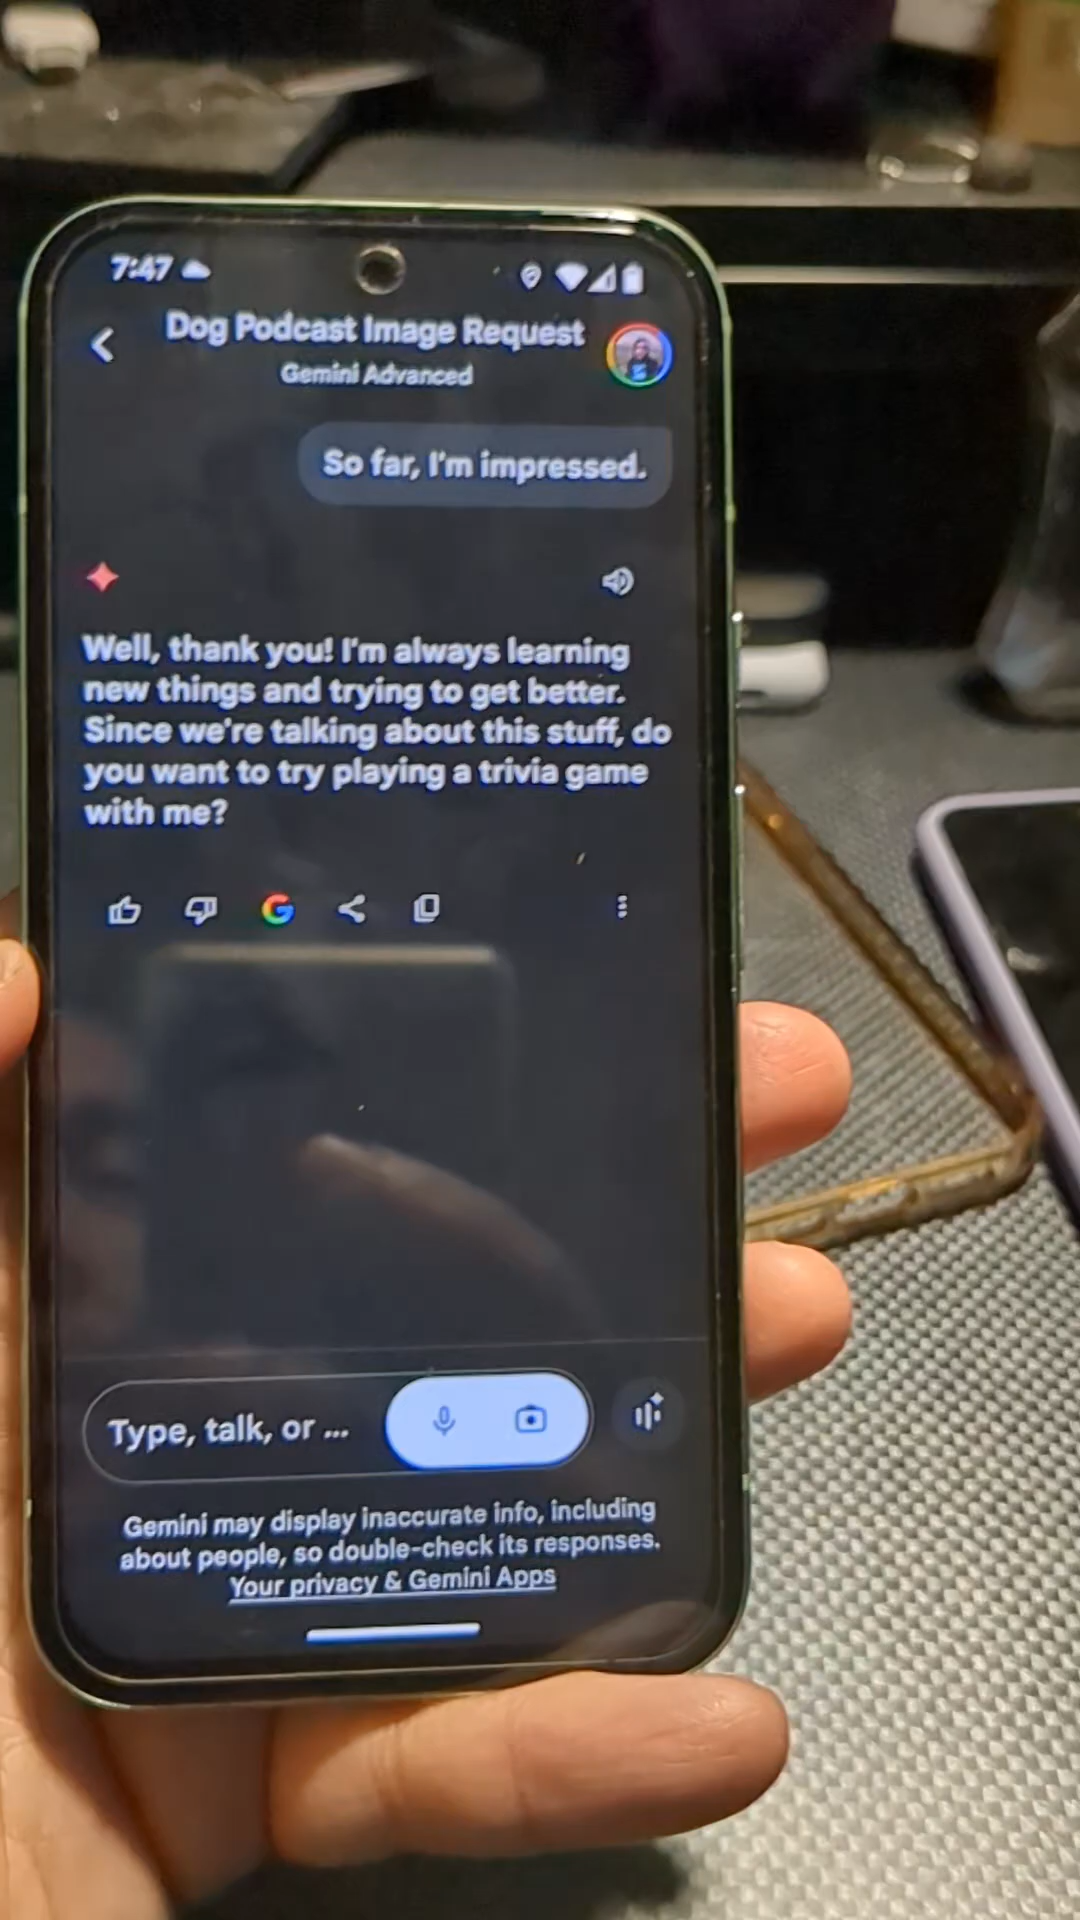 7:47
Dog Podcast Image Request
Gemini Advanced
So far, I'm impressed.
Well, thank you! I'm always learning
new things and trying to get better.
Since we're talking about this stuff, do
you want to try playing a trivia game
with me?
G
Type, talk, or ...
Gemini may display inaccurate info, including
about people, so double-check its responses.
Your privacy & Gemini Apps